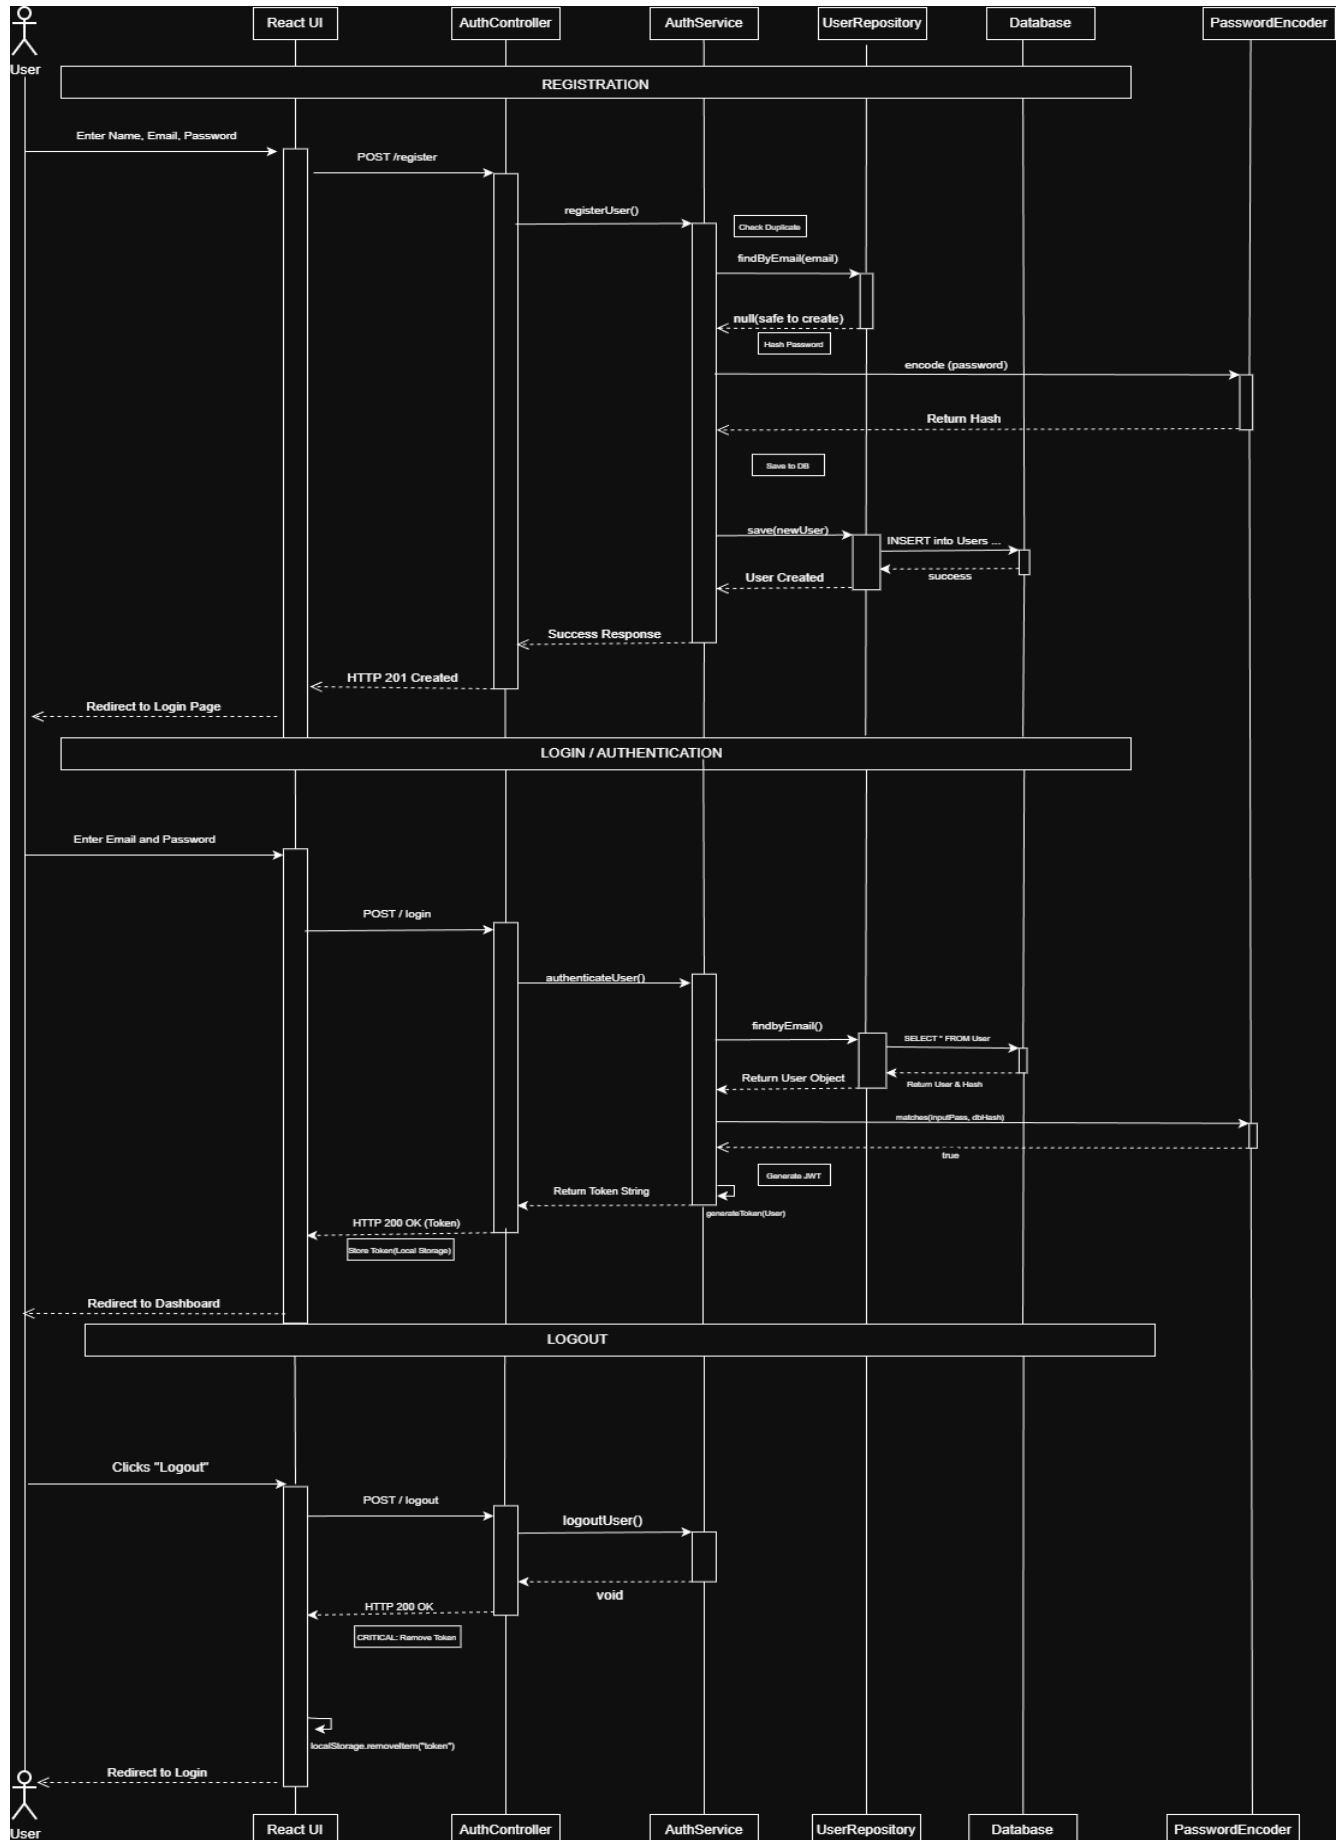 React UI
AuthController
AuthService
UserRepository
Database
PasswordEncoder
User
REGISTRATION
Enter Name, Email, Password
POST /register
registerUser()
Check Duplicate
findByEmail(email)
null(safe to create)
Hash Password
encode (password)
Return Hash
Save to DB
save(newUser)
INSERT into Users ...
success
User Created
Success Response
HTTP 201 Created
Redirect to Login Page
LOGIN / AUTHENTICATION
Enter Email and Password
POST / login
authenticateUser()
findbyEmail()
SELECT * FROM User
Return User Object
Return User & Hash
matches(InputPass, dbHash)
true
Generate JWT
Return Token String
generateToken(User)
HTTP 200 OK (Token)
Store Token(Local Storage)
Redirect to Dashboard
LOGOUT
Clicks "Logout"
POST / logout
logoutUser()
void
HTTP 200 OK
CRITICAL: Remove Token
localStorage.removeItem("token")
Redirect to Login
User
React UI
AuthController
AuthService
UserRepository
Database
PasswordEncoder